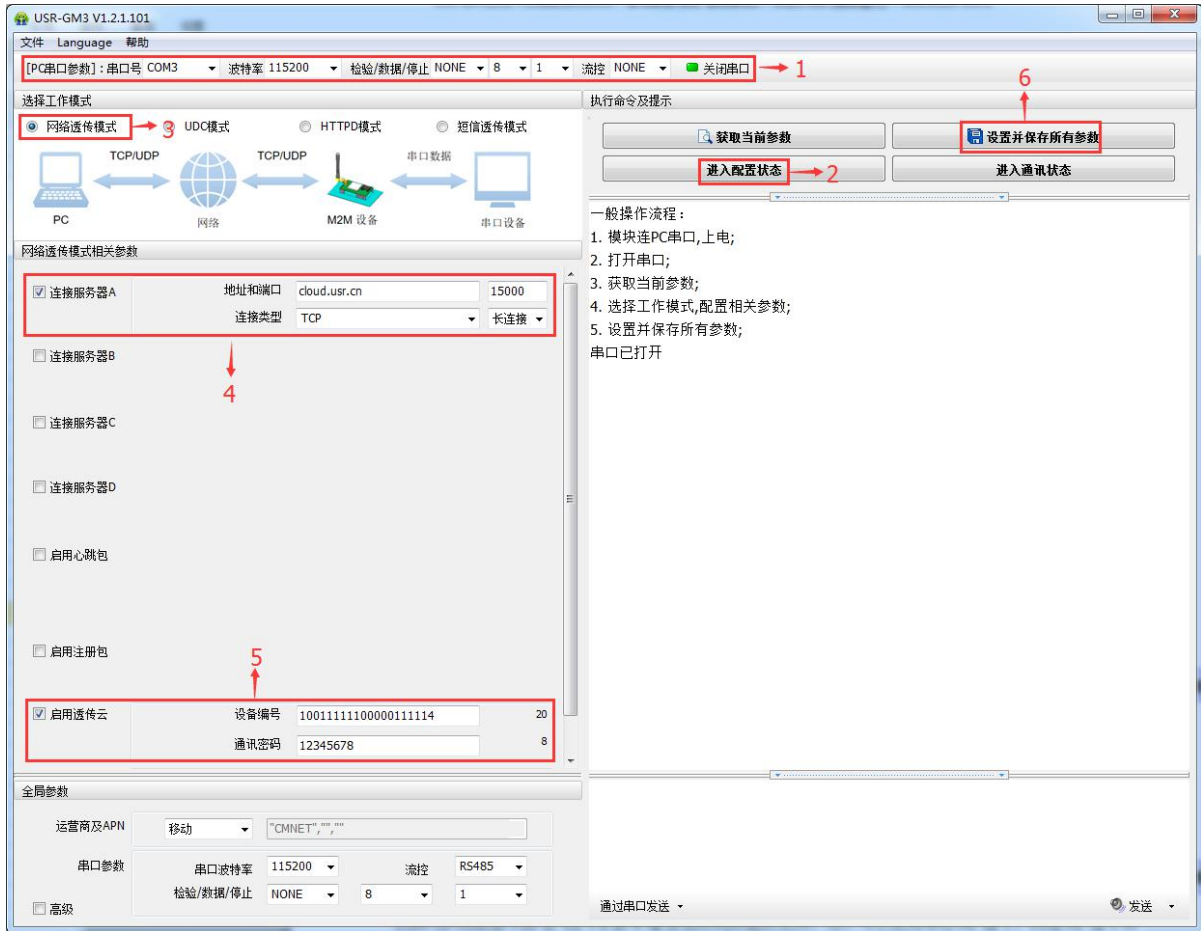 USR-GM3 V1.2.1.101
文件 Language 帮助
[PC串口参数]：串口号 COM3 波特率 115200 检验/数据/停止 NONE 8 1 流控 NONE 关闭串口 1
选择工作模式
网络透传模式 3 UDC模式 HTTPD模式 短信透传模式
TCP/UDP TCP/UDP 串口数据
PC 网络 M2M 设备 串口设备
网络透传模式相关参数
连接服务器A 地址和端口 cloud.usr.cn 15000
连接类型 TCP 长连接
4
连接服务器B
连接服务器C
连接服务器D
启用心跳包
启用注册包
5
启用透传云 设备编号 10011111100000111114 20
通讯密码 12345678 8
全局参数
运营商及APN 移动 "CMNET","",""
串口参数 串口波特率 115200 流控 RS485
检验/数据/停止 NONE 8 1
高级
6
执行命令及提示
获取当前参数 设置并保存所有参数
进入配置状态 2 进入通讯状态
一般操作流程：
1. 模块连PC串口,上电;
2. 打开串口;
3. 获取当前参数;
4. 选择工作模式,配置相关参数;
5. 设置并保存所有参数;
串口已打开
通过串口发送 发送